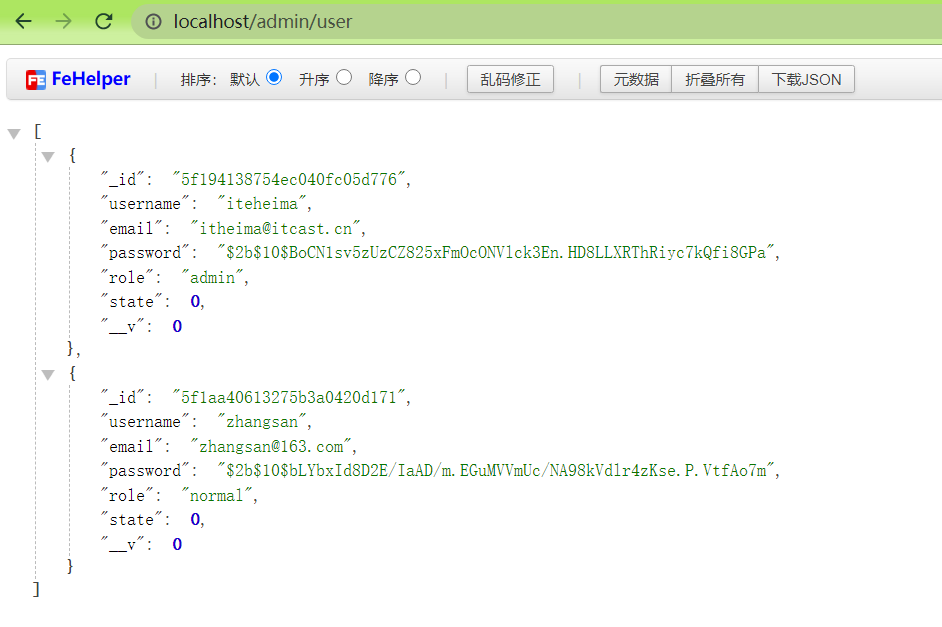 localhost/admin/user
FeHelper | 排序: 默认 升序 降序 | 乱码修正 | 元数据 折叠所有 下载JSON
[
{
"_id": "5f194138754ec040fc05d776",
"username": "iteheima",
"email": "itheima@itcast.cn",
"password": "$2b$10$BoCN1sv5zUzCZ825xFmOcONVlck3En.HD8LLXRThRiyc7kQfi8GPa",
"role": "admin",
"state": 0,
"__v": 0
},
{
"_id": "5f1aa40613275b3a0420d171",
"username": "zhangsan",
"email": "zhangsan@163.com",
"password": "$2b$10$bLYbxId8D2E/IaAD/m.EGuMVVmUc/NA98kVdlr4zKse.P.VtfAo7m",
"role": "normal",
"state": 0,
"__v": 0
}
]